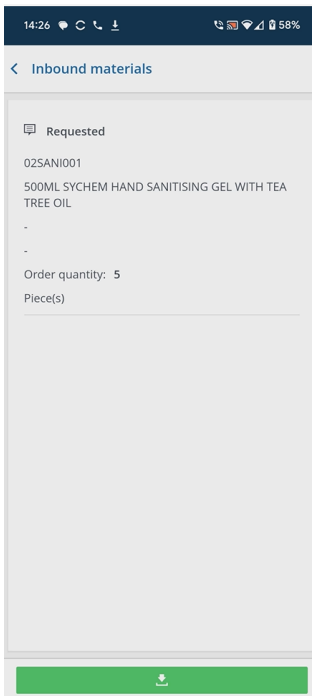 14:26
58%
Inbound materials
Requested
02SANI001
500ML SYCHEM HAND SANITISING GEL WITH TEA
TREE OIL
-
-
Order quantity: 5
Piece(s)